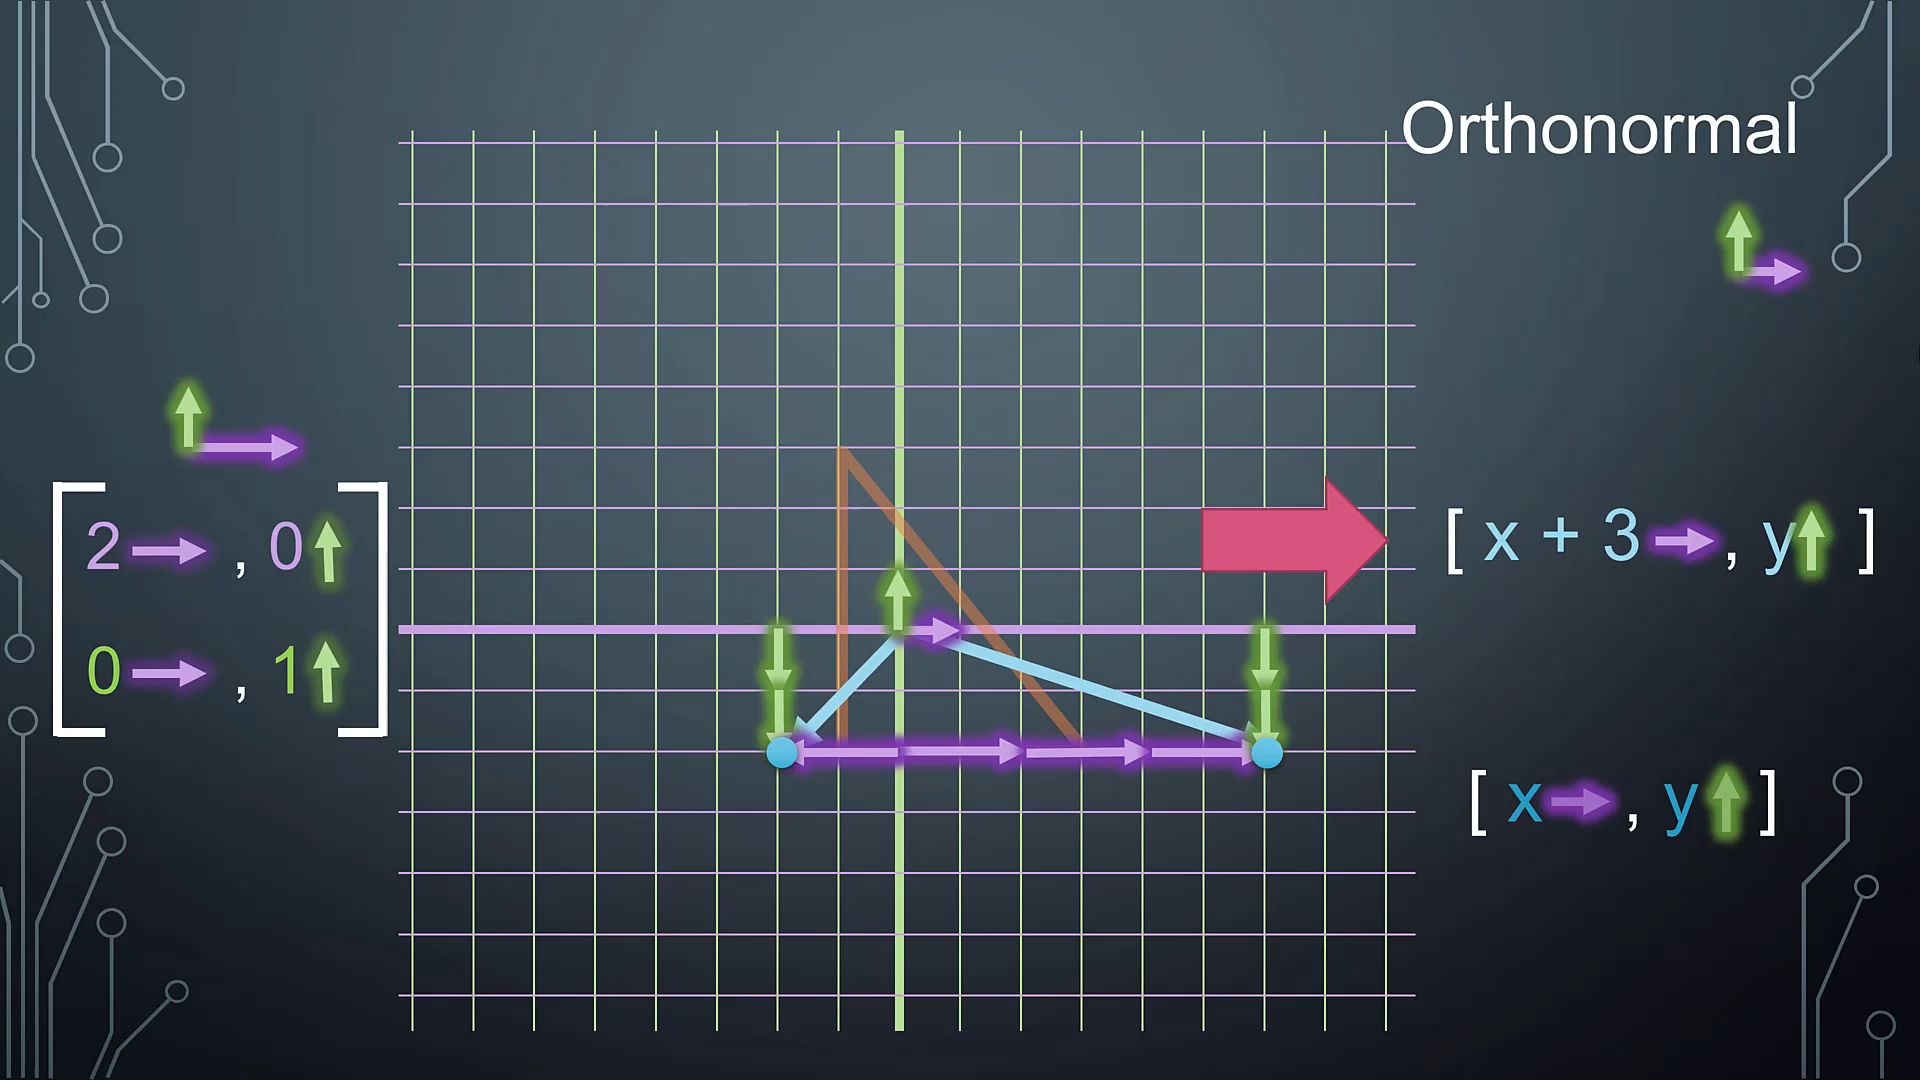 Orthonormal
[ 2 , 0
0 , 1 ]
[ x + 3 , y ]
[ x , y ]